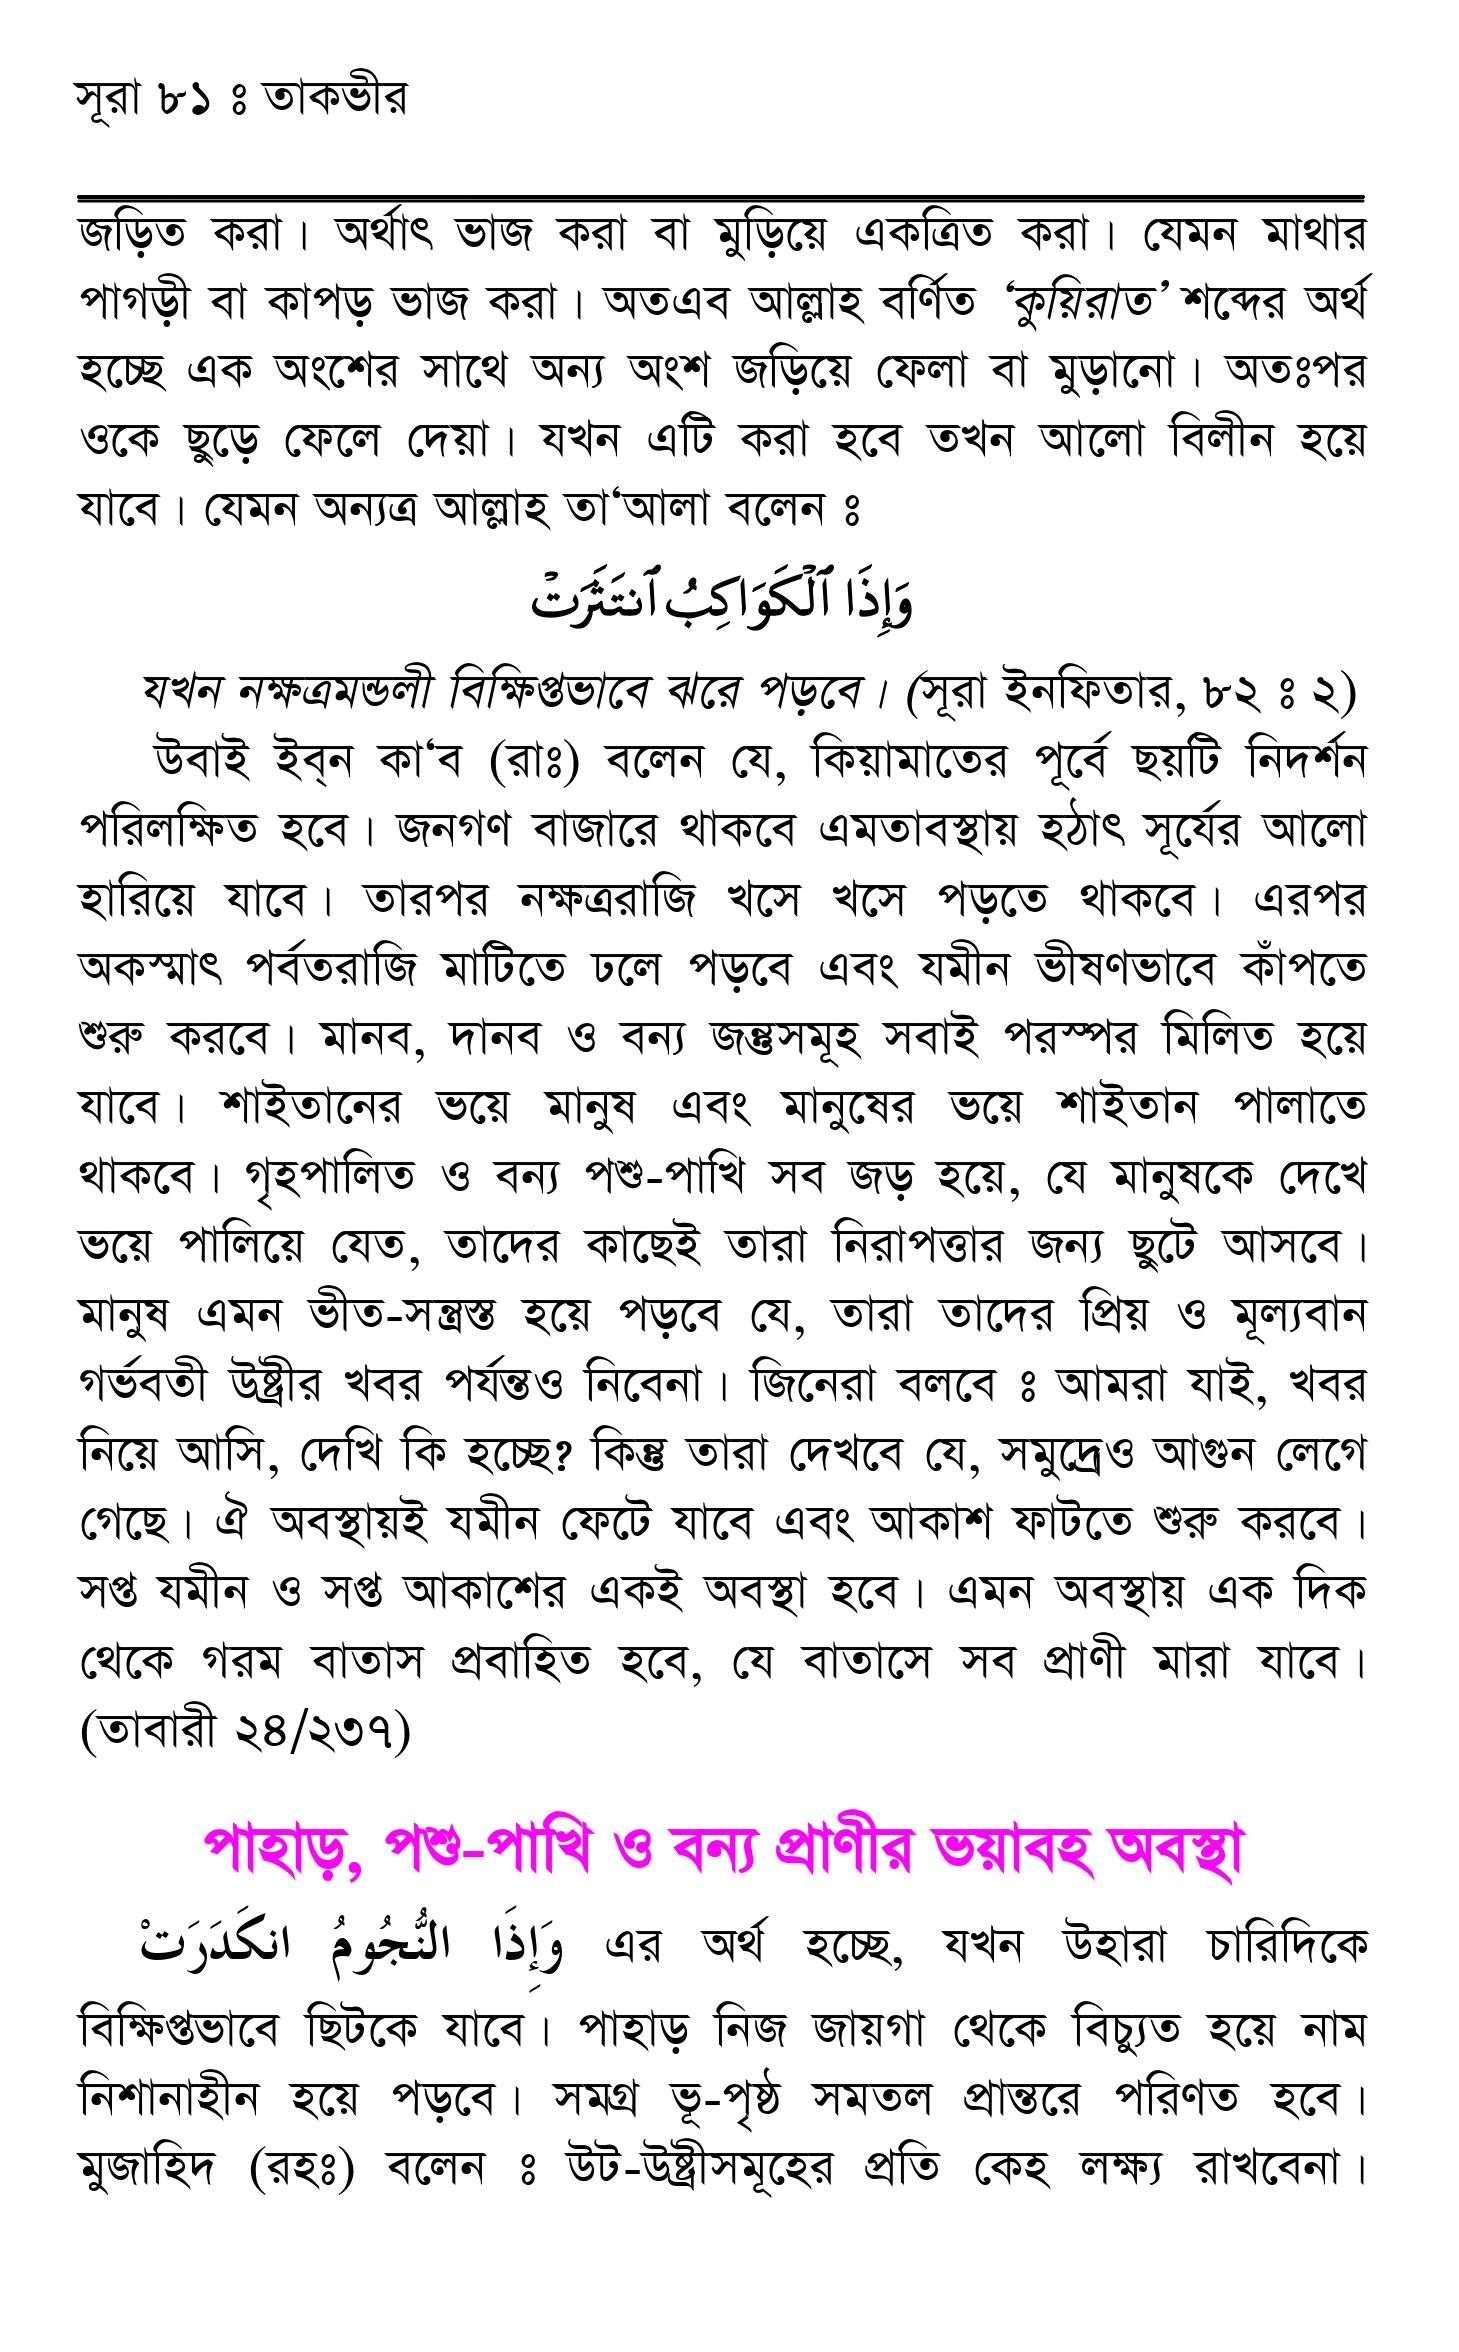 সূরা ৮১ ঃ তাকভীর
জড়িত করা। অর্থাৎ ভাজ করা বা মুড়িয়ে একত্রিত করা। যেমন মাথার
পাগড়ী বা কাপড় ভাজ করা। অতএব আল্লাহ বর্ণিত ‘কুয়িরাত’ শব্দের অর্থ
হচ্ছে এক অংশের সাথে অন্য অংশ জড়িয়ে ফেলা বা মুড়ানো। অতঃপর
ওকে ছুড়ে ফেলে দেয়া। যখন এটি করা হবে তখন আলো বিলীন হয়ে
যাবে। যেমন অন্যত্র আল্লাহ তা‘আলা বলেন ঃ
وَإِذَا ٱلْكَوَاكِبُ ٱنتَثَرَتْ
যখন নক্ষত্রমন্ডলী বিক্ষিপ্তভাবে ঝরে পড়বে। (সূরা ইনফিতার, ৮২ ঃ ২)
উবাই ইব্‌ন কা‘ব (রাঃ) বলেন যে, কিয়ামাতের পূর্বে ছয়টি নিদর্শন
পরিলক্ষিত হবে। জনগণ বাজারে থাকবে এমতাবস্থায় হঠাৎ সূর্যের আলো
হারিয়ে যাবে। তারপর নক্ষত্ররাজি খসে খসে পড়তে থাকবে। এরপর
অকস্মাৎ পর্বতরাজি মাটিতে ঢলে পড়বে এবং যমীন ভীষণভাবে কাঁপতে
শুরু করবে। মানব, দানব ও বন্য জন্তুসমূহ সবাই পরস্পর মিলিত হয়ে
যাবে। শাইতানের ভয়ে মানুষ এবং মানুষের ভয়ে শাইতান পালাতে
থাকবে। গৃহপালিত ও বন্য পশু-পাখি সব জড় হয়ে, যে মানুষকে দেখে
ভয়ে পালিয়ে যেত, তাদের কাছেই তারা নিরাপত্তার জন্য ছুটে আসবে।
মানুষ এমন ভীত-সন্ত্রস্ত হয়ে পড়বে যে, তারা তাদের প্রিয় ও মূল্যবান
গর্ভবতী উষ্ট্রীর খবর পর্যন্তও নিবেনা। জিনেরা বলবে ঃ আমরা যাই, খবর
নিয়ে আসি, দেখি কি হচ্ছে? কিন্তু তারা দেখবে যে, সমুদ্রেও আগুন লেগে
গেছে। ঐ অবস্থায়ই যমীন ফেটে যাবে এবং আকাশ ফাটতে শুরু করবে।
সপ্ত যমীন ও সপ্ত আকাশের একই অবস্থা হবে। এমন অবস্থায় এক দিক
থেকে গরম বাতাস প্রবাহিত হবে, যে বাতাসে সব প্রাণী মারা যাবে।
(তাবারী ২৪/২৩৭)
পাহাড়, পশু-পাখি ও বন্য প্রাণীর ভয়াবহ অবস্থা
وَإِذَا النُّجُومُ انكَدَرَتْ এর অর্থ হচ্ছে, যখন উহারা চারিদিকে
বিক্ষিপ্তভাবে ছিটকে যাবে। পাহাড় নিজ জায়গা থেকে বিচ্যুত হয়ে নাম
নিশানাহীন হয়ে পড়বে। সমগ্র ভূ-পৃষ্ঠ সমতল প্রান্তরে পরিণত হবে।
মুজাহিদ (রহঃ) বলেন ঃ উট-উষ্ট্রীসমূহের প্রতি কেহ লক্ষ্য রাখবেনা।